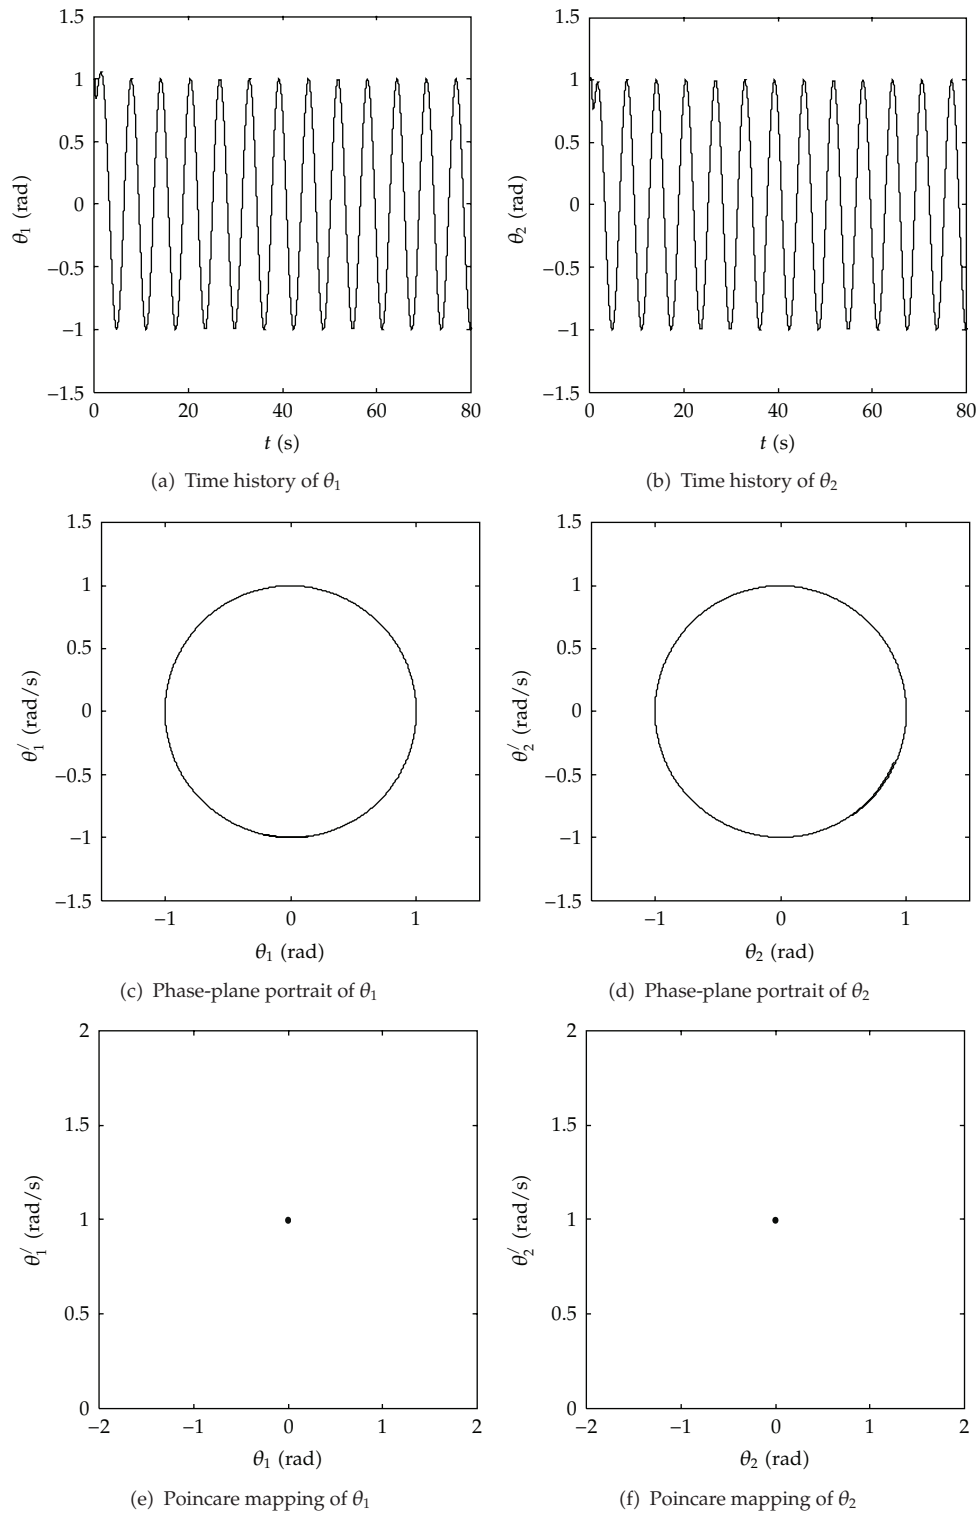 1.5
1
0.5
0
−0.5
−1
−1.5
θ1 (rad)
0 20 40 60 80
t (s)
(a) Time history of θ1
1.5
1
0.5
0
−0.5
−1
−1.5
θ2 (rad)
0 20 40 60 80
t (s)
(b) Time history of θ2
1.5
1
0.5
0
−0.5
−1
−1.5
θ1′ (rad/s)
−1 0 1
θ1 (rad)
(c) Phase-plane portrait of θ1
1.5
1
0.5
0
−0.5
−1
−1.5
θ2′ (rad/s)
−1 0 1
θ2 (rad)
(d) Phase-plane portrait of θ2
2
1.5
1
0.5
0
θ1′ (rad/s)
−2 −1 0 1 2
θ1 (rad)
(e) Poincare mapping of θ1
2
1.5
1
0.5
0
θ2′ (rad/s)
−2 −1 0 1 2
θ2 (rad)
(f) Poincare mapping of θ2